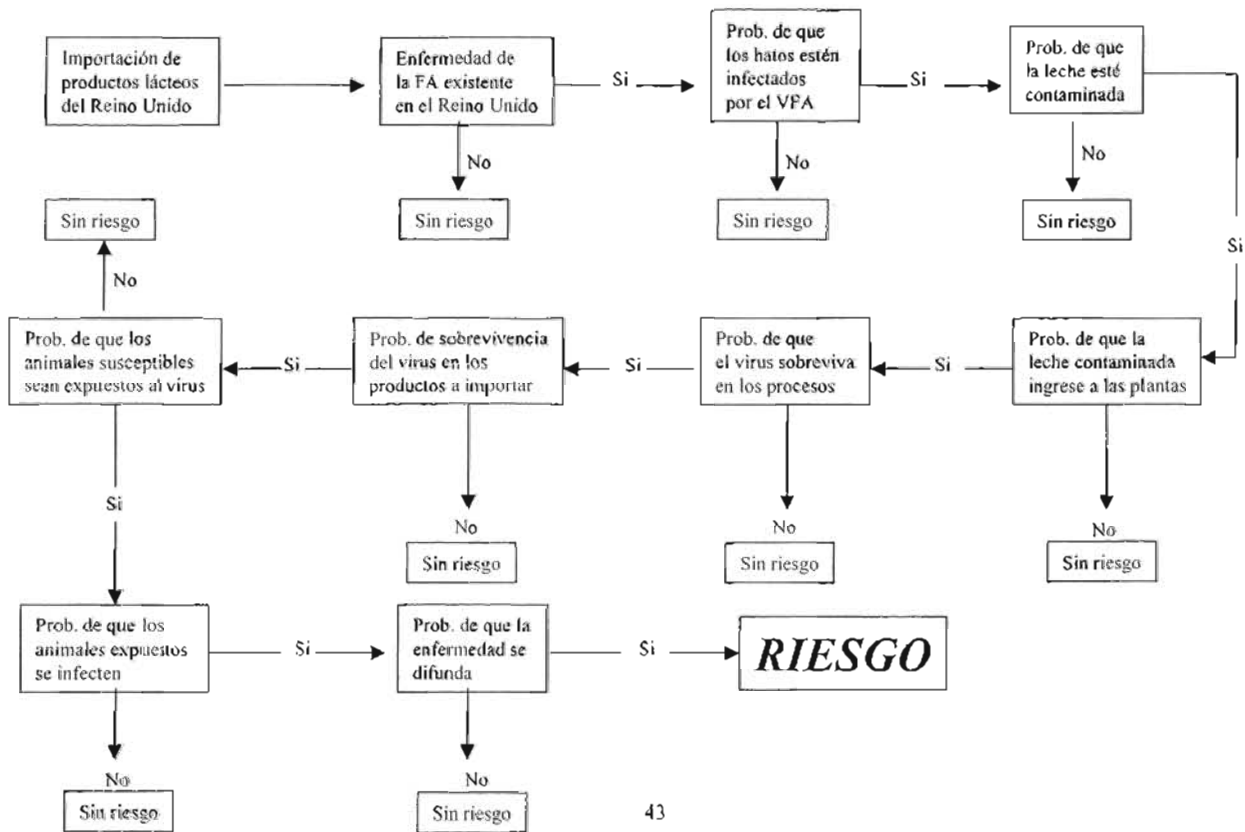 Importación de
productos lácteos
del Reino Unido
Enfermedad de
la FA existente
en el Reino Unido
Si
Prob. de que
los hatos estén
infectados
por el VFA
Si
Prob. de que
la leche esté
contaminada
No
Sin riesgo
No
Sin riesgo
No
Sin riesgo
Si
Prob. de que la
leche contaminada
ingrese a las plantas
No
Sin riesgo
Si
Prob. de que
el virus sobreviva
en los procesos
No
Sin riesgo
Si
Prob. de sobrevivencia
del virus en los
productos a importar
No
Sin riesgo
Si
Prob. de que los
animales susceptibles
sean expuestos al virus
No
Sin riesgo
Si
Prob. de que los
animales expuestos
se infecten
No
Sin riesgo
Si
Prob. de que la
enfermedad se
difunda
No
Sin riesgo
Si
RIESGO
43